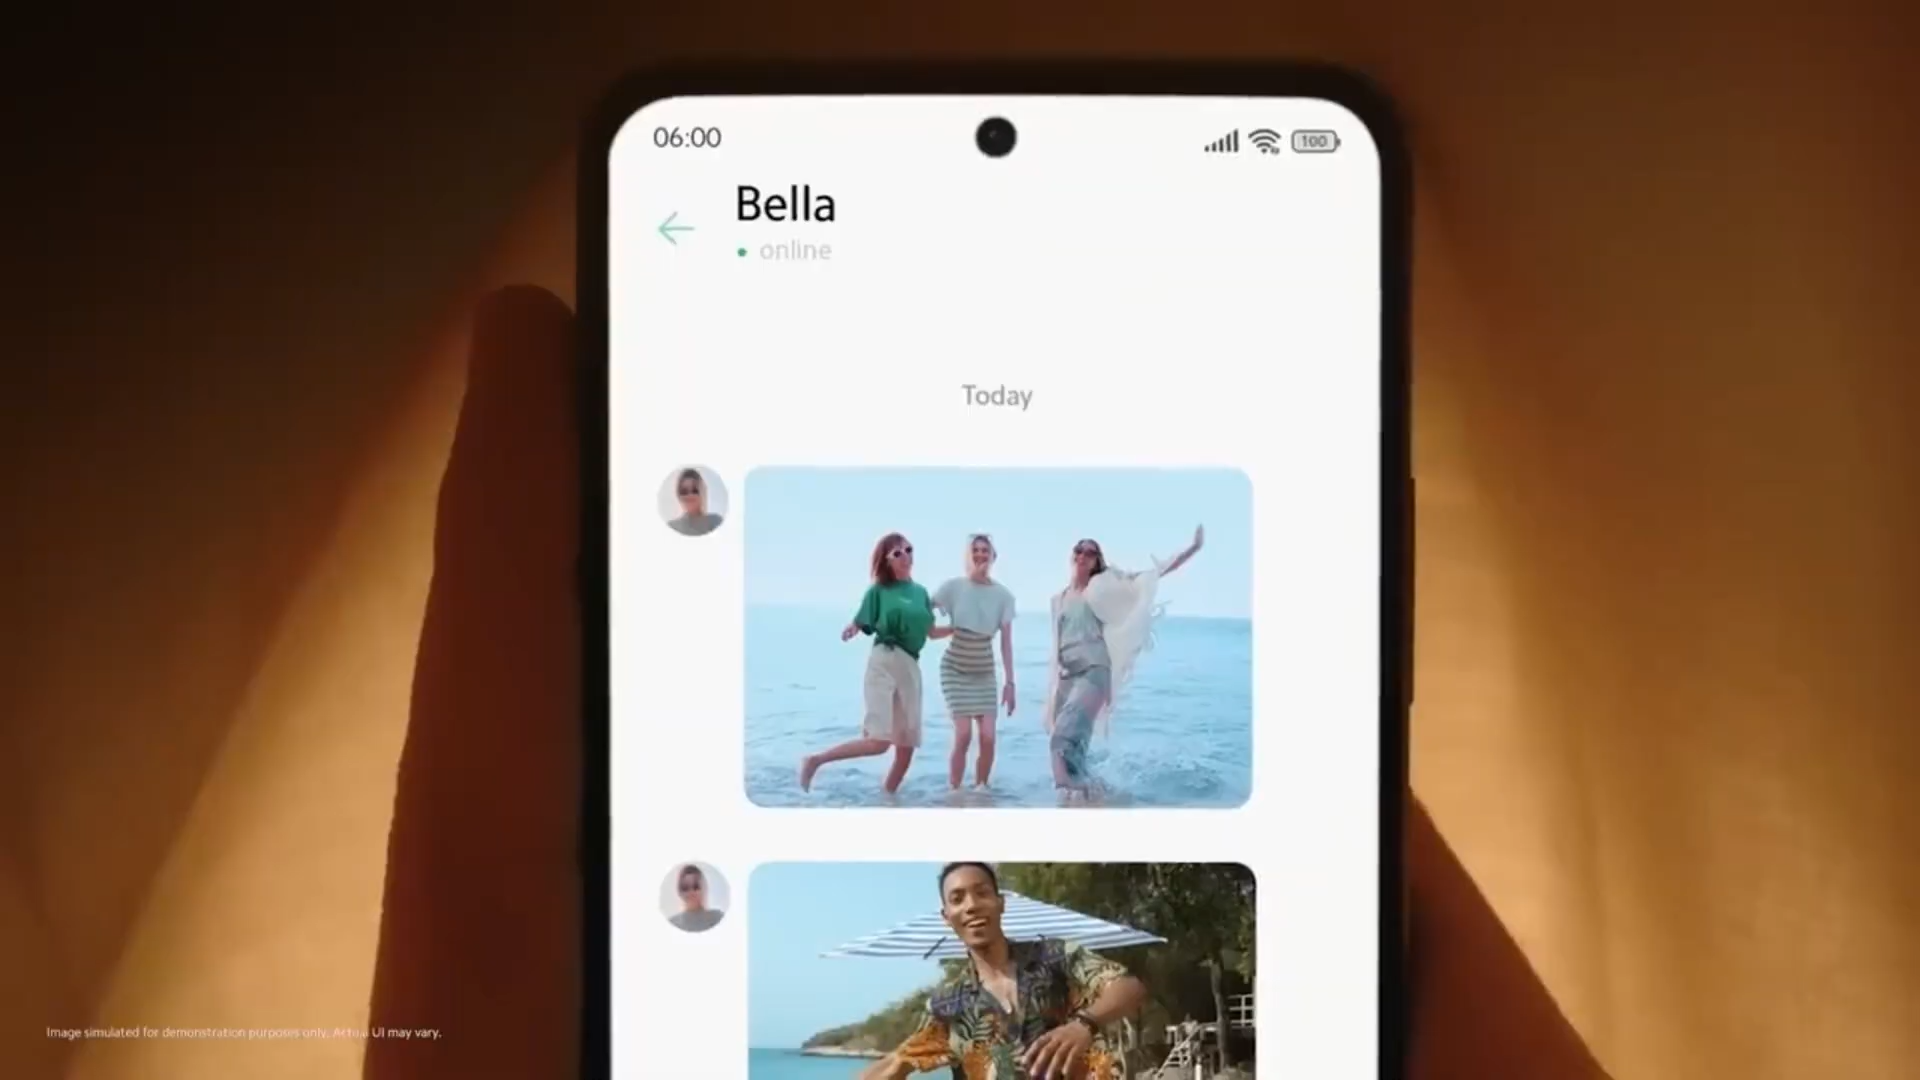 06:00
100
Bella
online
Today
Image simulated for demonstration purposes only. Actual UI may vary.